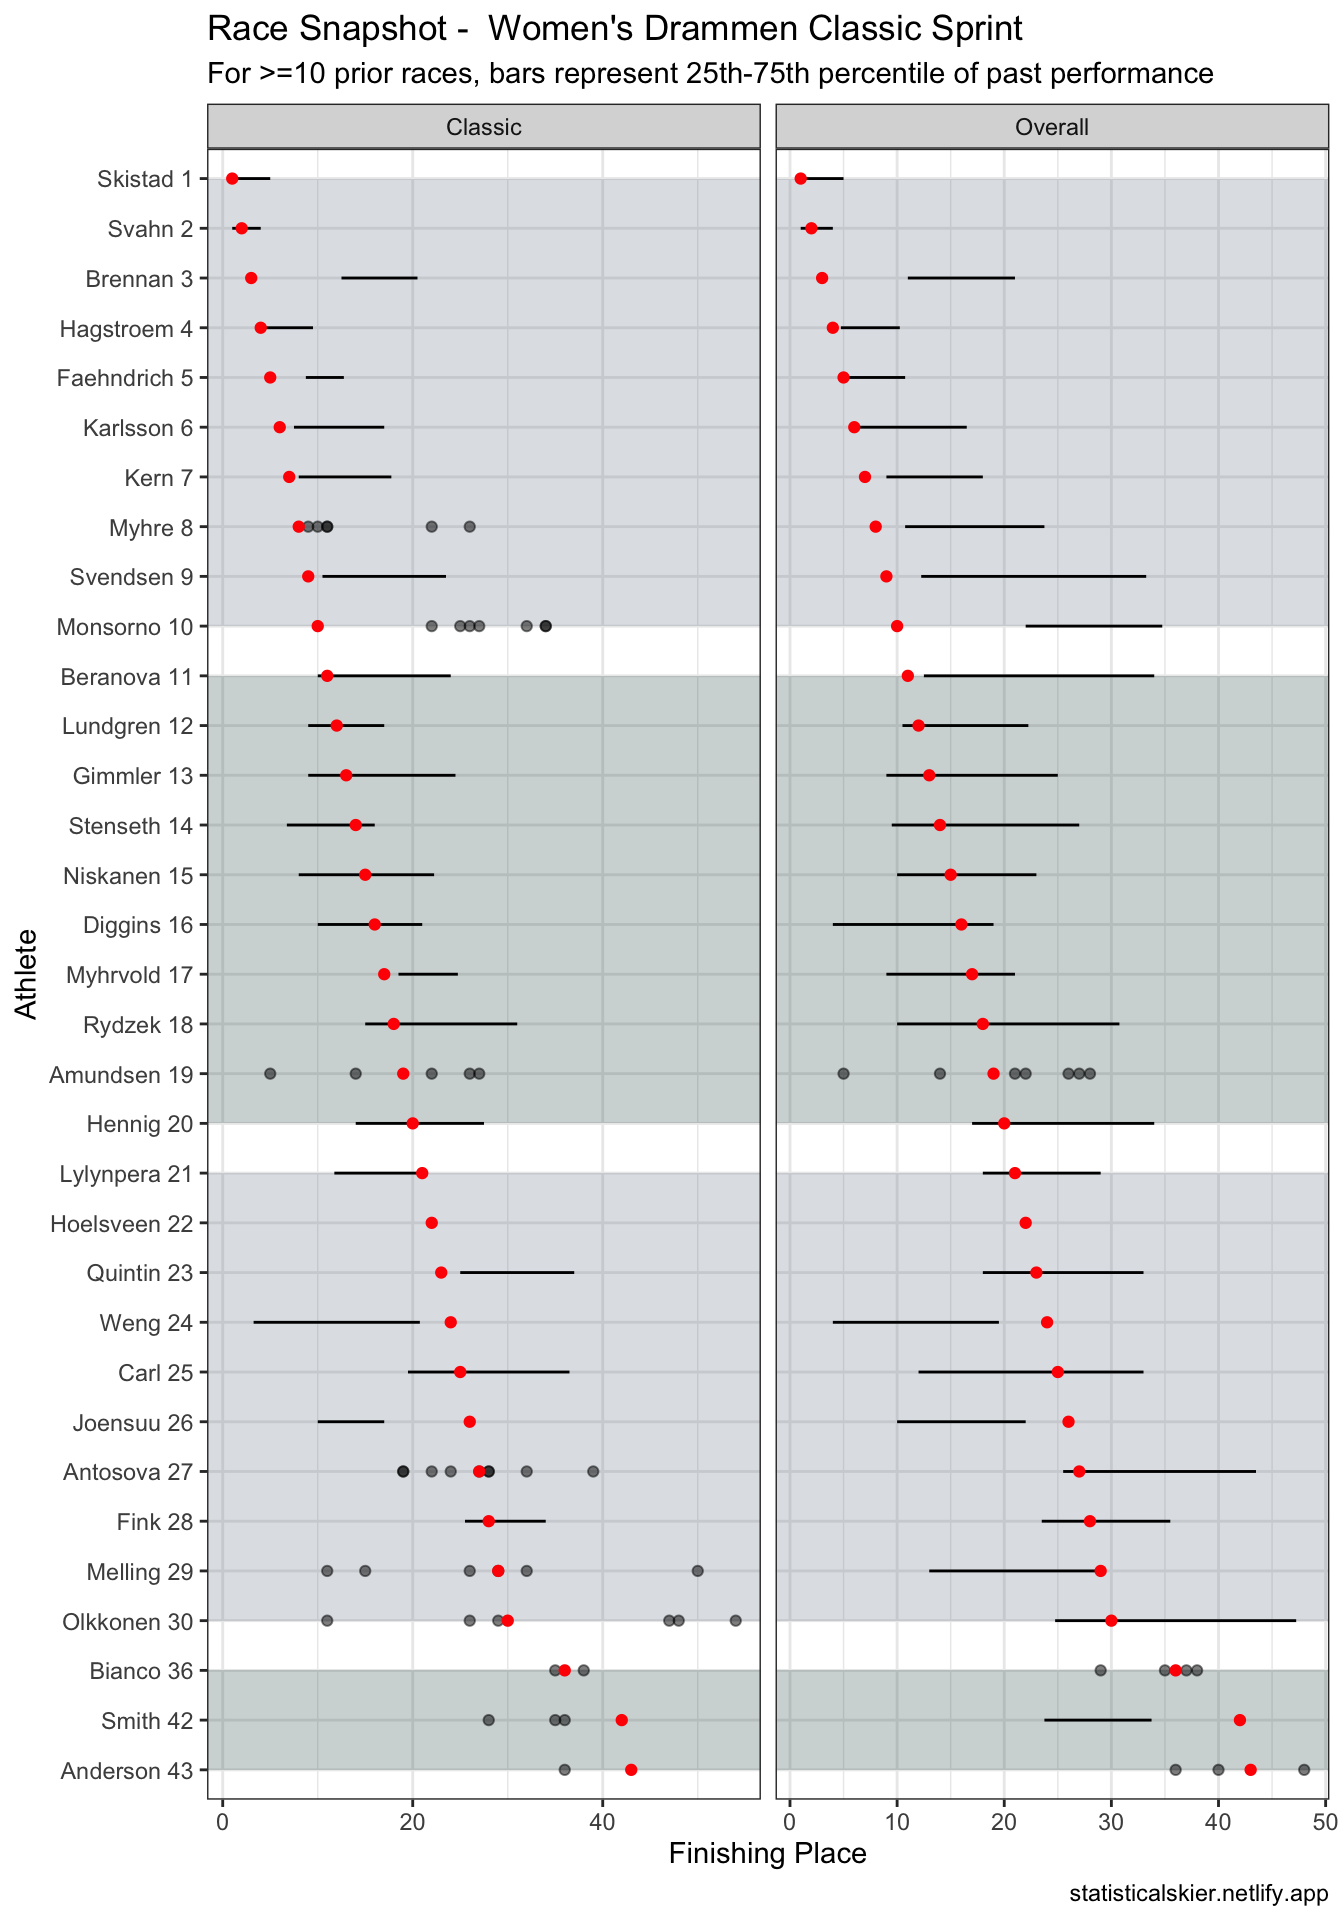 Race Snapshot -  Women's Drammen Classic Sprint
For >=10 prior races, bars represent 25th-75th percentile of past performance
Classic
Overall
Athlete
Skistad 1
Svahn 2
Brennan 3
Hagstroem 4
Faehndrich 5
Karlsson 6
Kern 7
Myhre 8
Svendsen 9
Monsorno 10
Beranova 11
Lundgren 12
Gimmler 13
Stenseth 14
Niskanen 15
Diggins 16
Myhrvold 17
Rydzek 18
Amundsen 19
Hennig 20
Lylynpera 21
Hoelsveen 22
Quintin 23
Weng 24
Carl 25
Joensuu 26
Antosova 27
Fink 28
Melling 29
Olkkonen 30
Bianco 36
Smith 42
Anderson 43
0 20 40
0 10 20 30 40 50
Finishing Place
statisticalskier.netlify.app